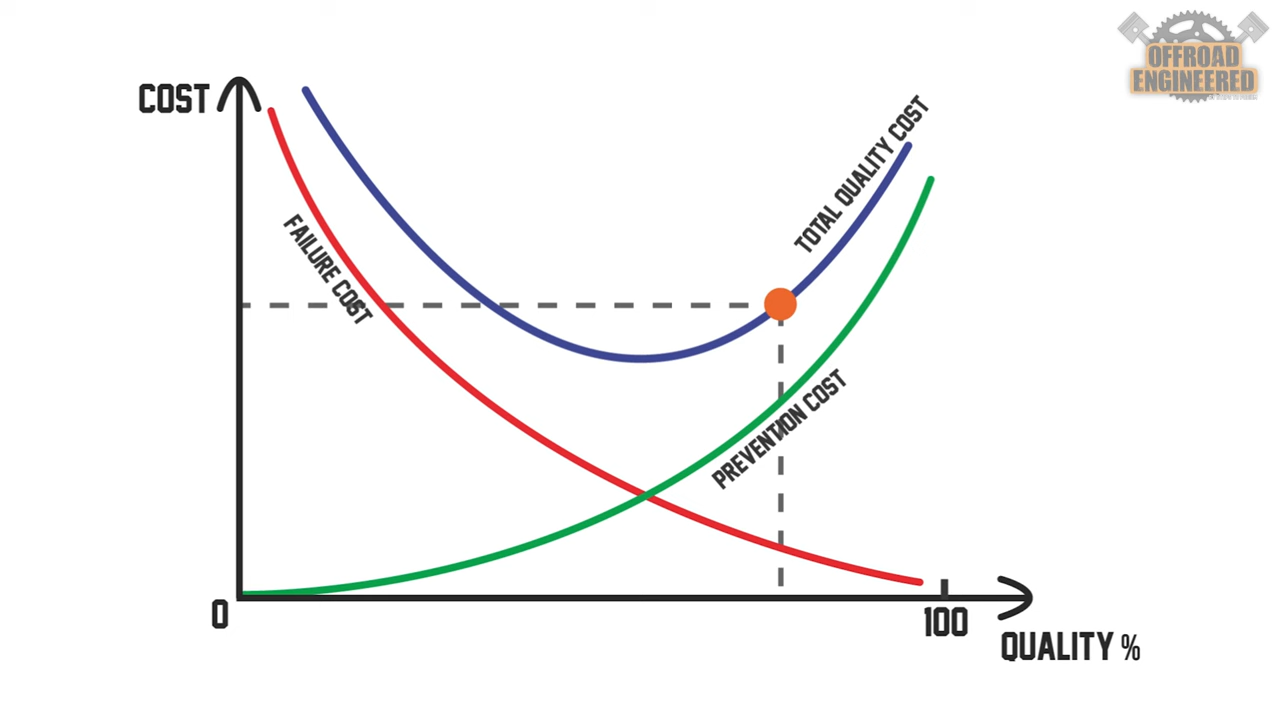 OFFROAD
ENGINEERED
COST
TOTAL QUALITY COST
FAILURE COST
PREVENTION COST
0
100
QUALITY %